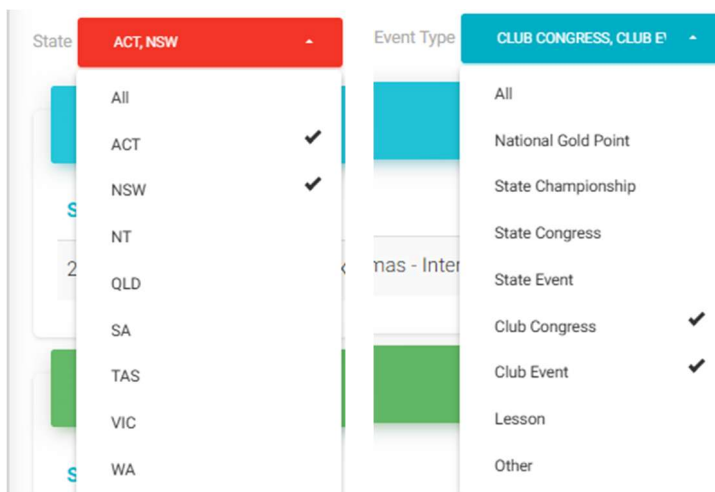 State
ACT, NSW
All
ACT
NSW
NT
QLD
SA
TAS
VIC
WA
S
2
S
Event Type
CLUB CONGRESS, CLUB E
mas - Inter
All
National Gold Point
State Championship
State Congress
State Event
Club Congress
Club Event
Lesson
Other